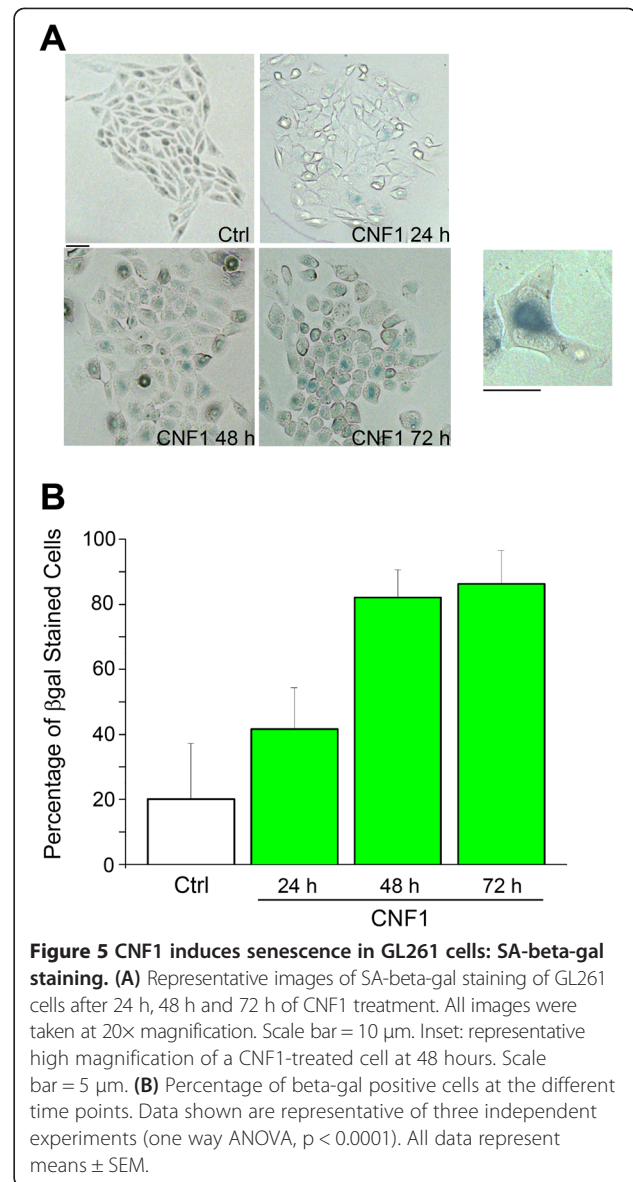 A
Ctrl
CNF1 24 h
CNF1 48 h
CNF1 72 h
B
Percentage of βgal Stained Cells
100
80
60
40
20
0
Ctrl
24 h
48 h
72 h
CNF1
Figure 5 CNF1 induces senescence in GL261 cells: SA-beta-gal
staining. (A) Representative images of SA-beta-gal staining of GL261
cells after 24 h, 48 h and 72 h of CNF1 treatment. All images were
taken at 20× magnification. Scale bar = 10 μm. Inset: representative
high magnification of a CNF1-treated cell at 48 hours. Scale
bar = 5 μm. (B) Percentage of beta-gal positive cells at the different
time points. Data shown are representative of three independent
experiments (one way ANOVA, p < 0.0001). All data represent
means ± SEM.